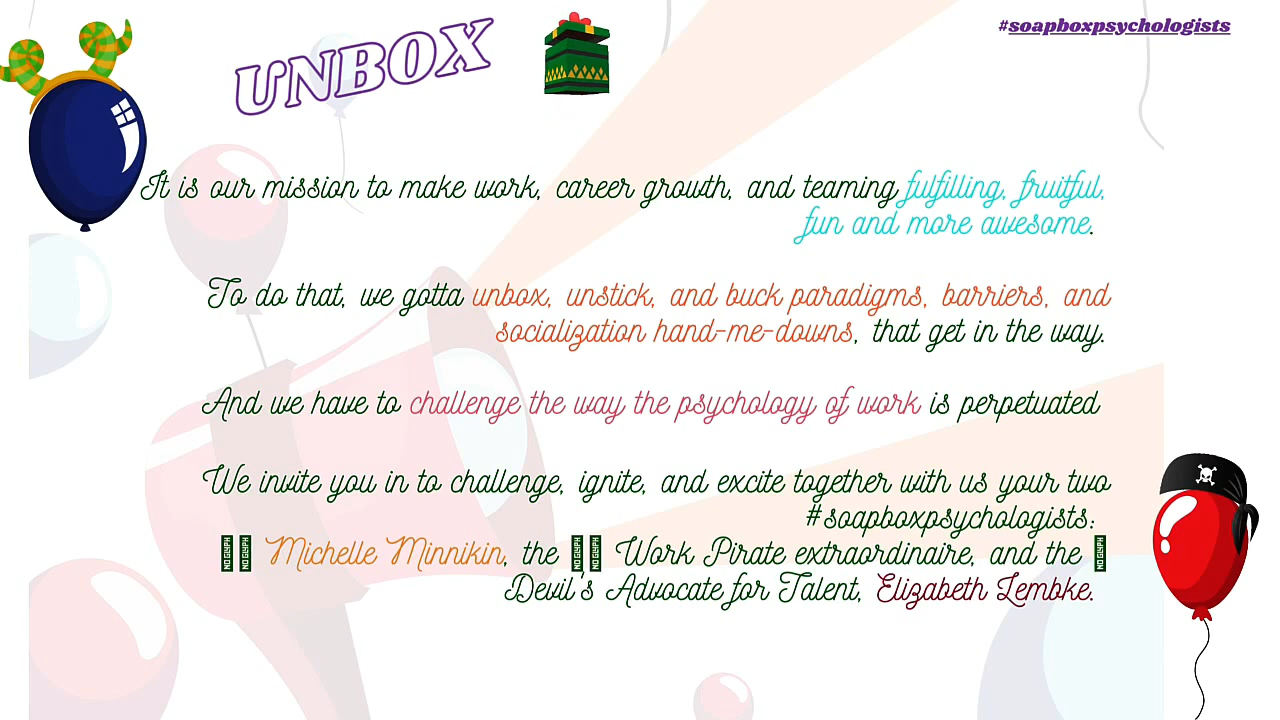 UNBOX
#soapboxpsychologists
It is our mission to make work, career growth, and teaming fulfilling, fruitful,
fun and more awesome.
To do that, we gotta unbox, unstick, and buck paradigms, barriers, and
socialization hand-me-downs, that get in the way.
And we have to challenge the way the psychology of work is perpetuated
We invite you in to challenge, ignite, and excite together with us your two
#soapboxpsychologists:
Michelle Minnikin, the Work Pirate extraordinaire, and the
Devil's Advocate for Talent, Elizabeth Lembke.